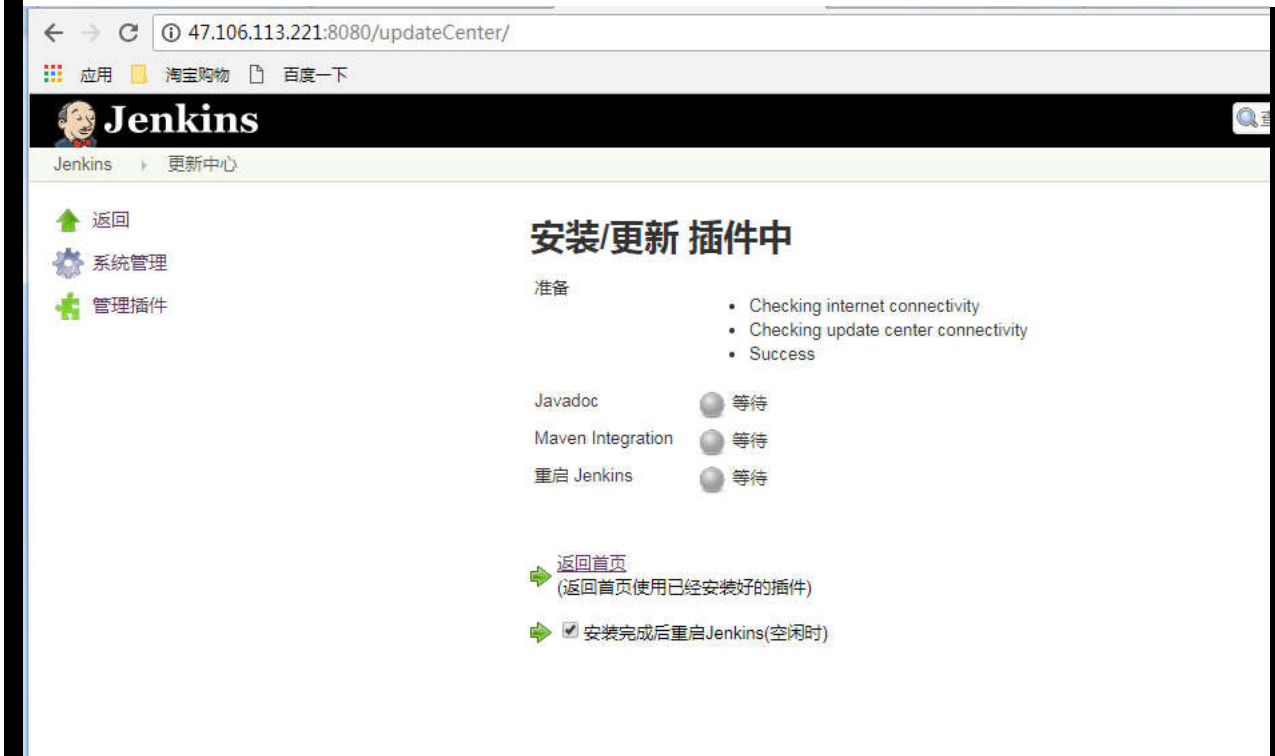 47.106.113.221:8080/updateCenter/
应用 淘宝购物 百度一下
Jenkins
Jenkins 更新中心
返回
系统管理
管理插件
安装/更新 插件中
准备
Checking internet connectivity
Checking update center connectivity
Success
Javadoc 等待
Maven Integration 等待
重启 Jenkins 等待
返回首页
(返回首页使用已经安装好的插件)
安装完成后重启Jenkins(空闲时)